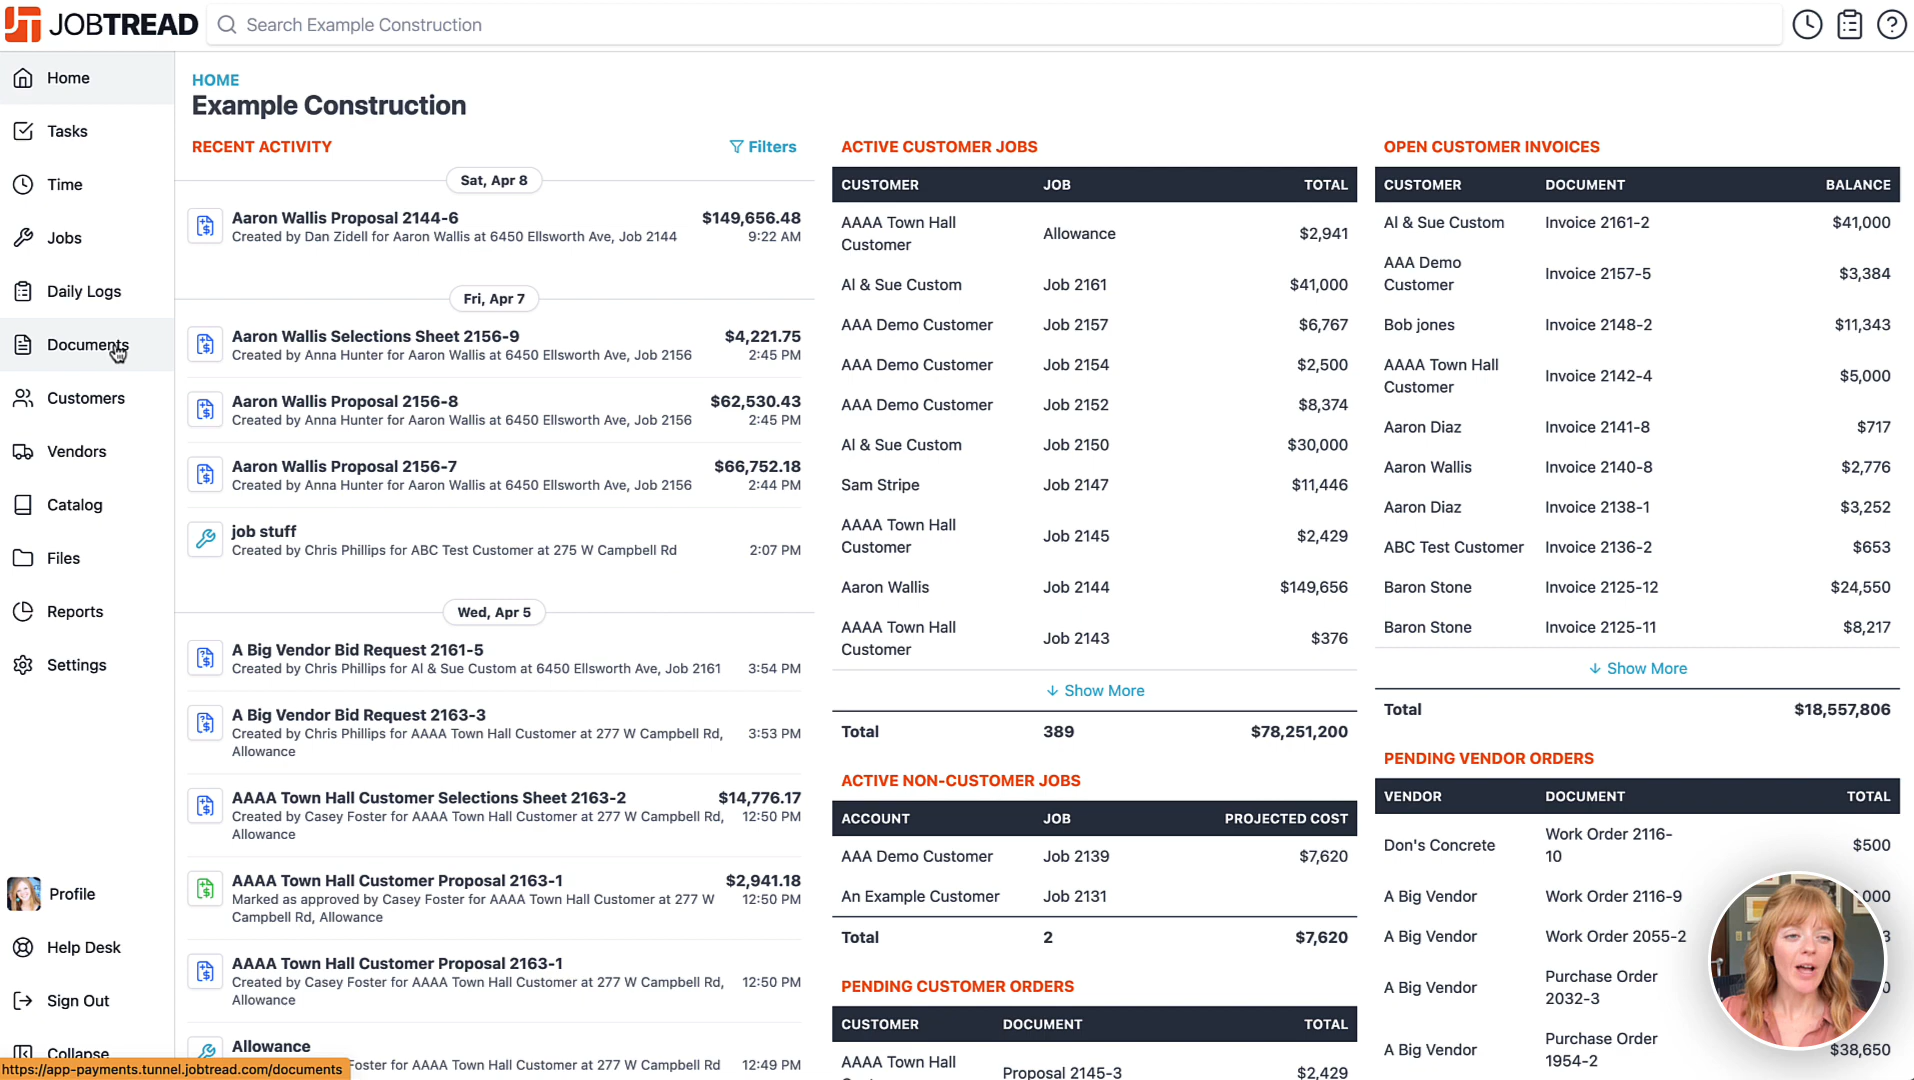 JOBTREAD
Search Example Construction
Home
Tasks
Time
Jobs
Daily Logs
Documents
Customers
Vendors
Catalog
Files
Reports
Settings
Profile
Help Desk
Sign Out
Collapse
https://app-payments.tunnel.jobtread.com/documents
HOME
Example Construction
RECENT ACTIVITY
Filters
Sat, Apr 8
Aaron Wallis Proposal 2144-6 $149,656.48
Created by Dan Zidell for Aaron Wallis at 6450 Ellsworth Ave, Job 2144 9:22 AM
Fri, Apr 7
Aaron Wallis Selections Sheet 2156-9 $4,221.75
Created by Anna Hunter for Aaron Wallis at 6450 Ellsworth Ave, Job 2156 2:45 PM
Aaron Wallis Proposal 2156-8 $62,530.43
Created by Anna Hunter for Aaron Wallis at 6450 Ellsworth Ave, Job 2156 2:45 PM
Aaron Wallis Proposal 2156-7 $66,752.18
Created by Anna Hunter for Aaron Wallis at 6450 Ellsworth Ave, Job 2156 2:44 PM
job stuff
Created by Chris Phillips for ABC Test Customer at 275 W Campbell Rd 2:07 PM
Wed, Apr 5
A Big Vendor Bid Request 2161-5
Created by Chris Phillips for Al & Sue Custom at 6450 Ellsworth Ave, Job 2161 3:54 PM
A Big Vendor Bid Request 2163-3
Created by Chris Phillips for AAAA Town Hall Customer at 277 W Campbell Rd, 3:53 PM
Allowance
AAAA Town Hall Customer Selections Sheet 2163-2 $14,776.17
Created by Casey Foster for AAAA Town Hall Customer at 277 W Campbell Rd, 12:50 PM
Allowance
AAAA Town Hall Customer Proposal 2163-1 $2,941.18
Marked as approved by Casey Foster for AAAA Town Hall Customer at 277 W 12:50 PM
Campbell Rd, Allowance
AAAA Town Hall Customer Proposal 2163-1
Created by Casey Foster for AAAA Town Hall Customer at 277 W Campbell Rd, 12:50 PM
Allowance
Allowance
Foster for AAAA Town Hall Customer at 277 W Campbell Rd 12:49 PM
ACTIVE CUSTOMER JOBS
CUSTOMER JOB TOTAL
AAAA Town Hall
Customer Allowance $2,941
Al & Sue Custom Job 2161 $41,000
AAA Demo Customer Job 2157 $6,767
AAA Demo Customer Job 2154 $2,500
AAA Demo Customer Job 2152 $8,374
Al & Sue Custom Job 2150 $30,000
Sam Stripe Job 2147 $11,446
AAAA Town Hall
Customer Job 2145 $2,429
Aaron Wallis Job 2144 $149,656
AAAA Town Hall
Customer Job 2143 $376
Show More
Total 389 $78,251,200
ACTIVE NON-CUSTOMER JOBS
ACCOUNT JOB PROJECTED COST
AAA Demo Customer Job 2139 $7,620
An Example Customer Job 2131
Total 2 $7,620
PENDING CUSTOMER ORDERS
CUSTOMER DOCUMENT TOTAL
AAAA Town Hall
Proposal 2145-3 $2,429
OPEN CUSTOMER INVOICES
CUSTOMER DOCUMENT BALANCE
Al & Sue Custom Invoice 2161-2 $41,000
AAA Demo
Customer Invoice 2157-5 $3,384
Bob jones Invoice 2148-2 $11,343
AAAA Town Hall
Customer Invoice 2142-4 $5,000
Aaron Diaz Invoice 2141-8 $717
Aaron Wallis Invoice 2140-8 $2,776
Aaron Diaz Invoice 2138-1 $3,252
ABC Test Customer Invoice 2136-2 $653
Baron Stone Invoice 2125-12 $24,550
Baron Stone Invoice 2125-11 $8,217
Show More
Total $18,557,806
PENDING VENDOR ORDERS
VENDOR DOCUMENT TOTAL
Don's Concrete Work Order 2116-
10 $500
A Big Vendor Work Order 2116-9 000
A Big Vendor Work Order 2055-2
A Big Vendor Purchase Order
2032-3
A Big Vendor Purchase Order
1954-2 $38,650